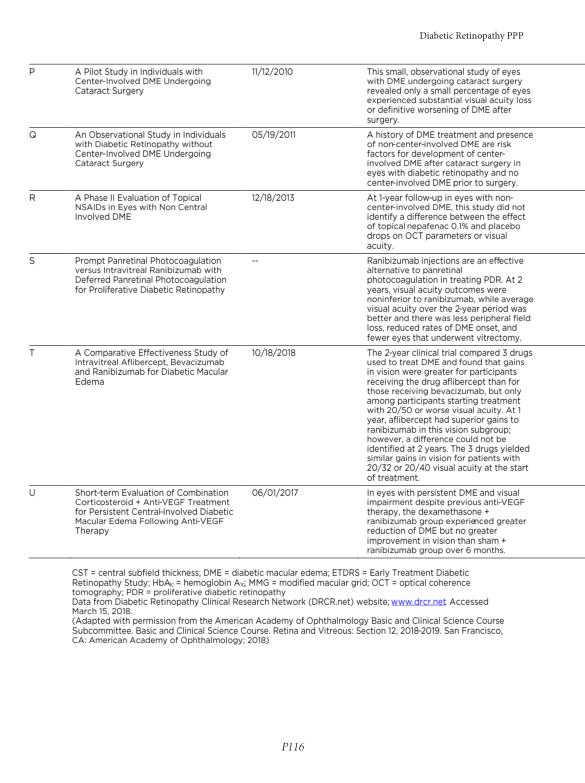 Diabetic Retinopathy PPP
P
A Pilot Study in Individuals with
Center-Involved DME Undergoing
Cataract Surgery
11/12/2010
This small, observational study of eyes
with DME undergoing cataract surgery
revealed only a small percentage of eyes
experienced substantial visual acuity loss
or definitive worsening of DME after
surgery.
Q
An Observational Study in Individuals
with Diabetic Retinopathy without
Center-Involved DME Undergoing
Cataract Surgery
05/19/2011
A history of DME treatment and presence
of non-center-involved DME are risk
factors for development of center-
involved DME after cataract surgery in
eyes with diabetic retinopathy and no
center-involved DME prior to surgery.
R
A Phase II Evaluation of Topical
NSAIDs in Eyes with Non Central
Involved DME
12/18/2013
At 1-year follow-up in eyes with non-
center-involved DME, this study did not
identify a difference between the effect
of topical nepafenac 0.1% and placebo
drops on OCT parameters or visual
acuity.
S
Prompt Panretinal Photocoagulation
versus Intravitreal Ranibizumab with
Deferred Panretinal Photocoagulation
for Proliferative Diabetic Retinopathy
--
Ranibizumab injections are an effective
alternative to panretinal
photocoagulation in treating PDR. At 2
years, visual acuity outcomes were
noninferior to ranibizumab, while average
visual acuity over the 2-year period was
better and there was less peripheral field
loss, reduced rates of DME onset, and
fewer eyes that underwent vitrectomy.
T
A Comparative Effectiveness Study of
Intravitreal Aflibercept, Bevacizumab
and Ranibizumab for Diabetic Macular
Edema
10/18/2018
The 2-year clinical trial compared 3 drugs
used to treat DME and found that gains
in vision were greater for participants
receiving the drug aflibercept than for
those receiving bevacizumab, but only
among participants starting treatment
with 20/50 or worse visual acuity. At 1
year, aflibercept had superior gains to
ranibizumab in this vision subgroup;
however, a difference could not be
identified at 2 years. The 3 drugs yielded
similar gains in vision for patients with
20/32 or 20/40 visual acuity at the start
of treatment.
U
Short-term Evaluation of Combination
Corticosteroid + Anti-VEGF Treatment
for Persistent Central-Involved Diabetic
Macular Edema Following Anti-VEGF
Therapy
06/01/2017
In eyes with persistent DME and visual
impairment despite previous anti-VEGF
therapy, the dexamethasone +
ranibizumab group experienced greater
reduction of DME but no greater
improvement in vision than sham +
ranibizumab group over 6 months.
CST = central subfield thickness; DME = diabetic macular edema; ETDRS = Early Treatment Diabetic
Retinopathy Study; HbA1c = hemoglobin A1c; MMG = modified macular grid; OCT = optical coherence
tomography; PDR = proliferative diabetic retinopathy
Data from Diabetic Retinopathy Clinical Research Network (DRCR.net) website; www.drcr.net. Accessed
March 15, 2018.
(Adapted with permission from the American Academy of Ophthalmology Basic and Clinical Science Course
Subcommittee. Basic and Clinical Science Course. Retina and Vitreous: Section 12, 2018-2019. San Francisco,
CA: American Academy of Ophthalmology; 2018)
P116